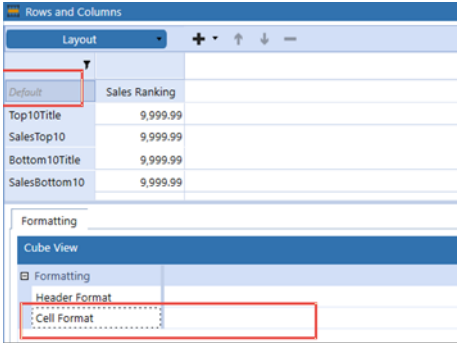 Rows and Columns
Layout
Default Sales Ranking
Top10Title 9,999.99
SalesTop10 9,999.99
Bottom10Title 9,999.99
SalesBottom10 9,999.99
Formatting
Cube View
Formatting
Header Format
Cell Format